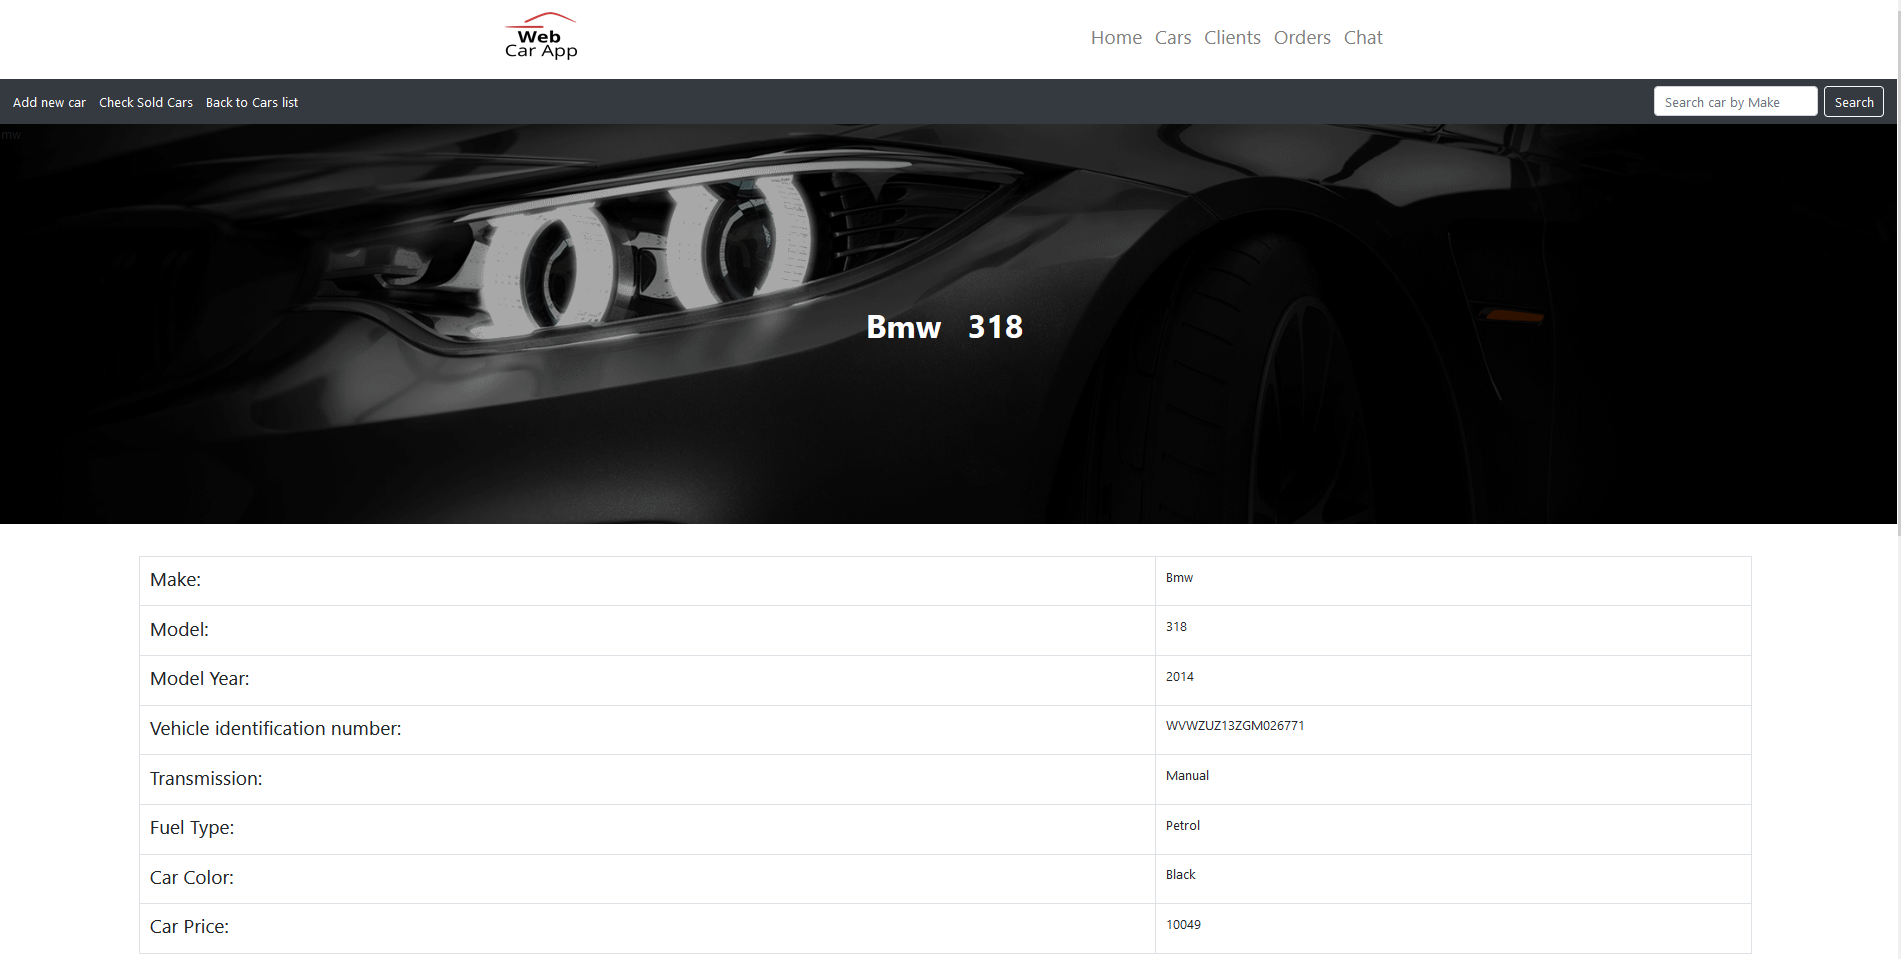 Web
Car App
Home Cars Clients Orders Chat
Add new car Check Sold Cars Back to Cars list
Search car by Make Search
mw
Bmw 318
Make: Bmw
Model: 318
Model Year: 2014
Vehicle identification number: WVWZUZ13ZGM026771
Transmission: Manual
Fuel Type: Petrol
Car Color: Black
Car Price: 10049